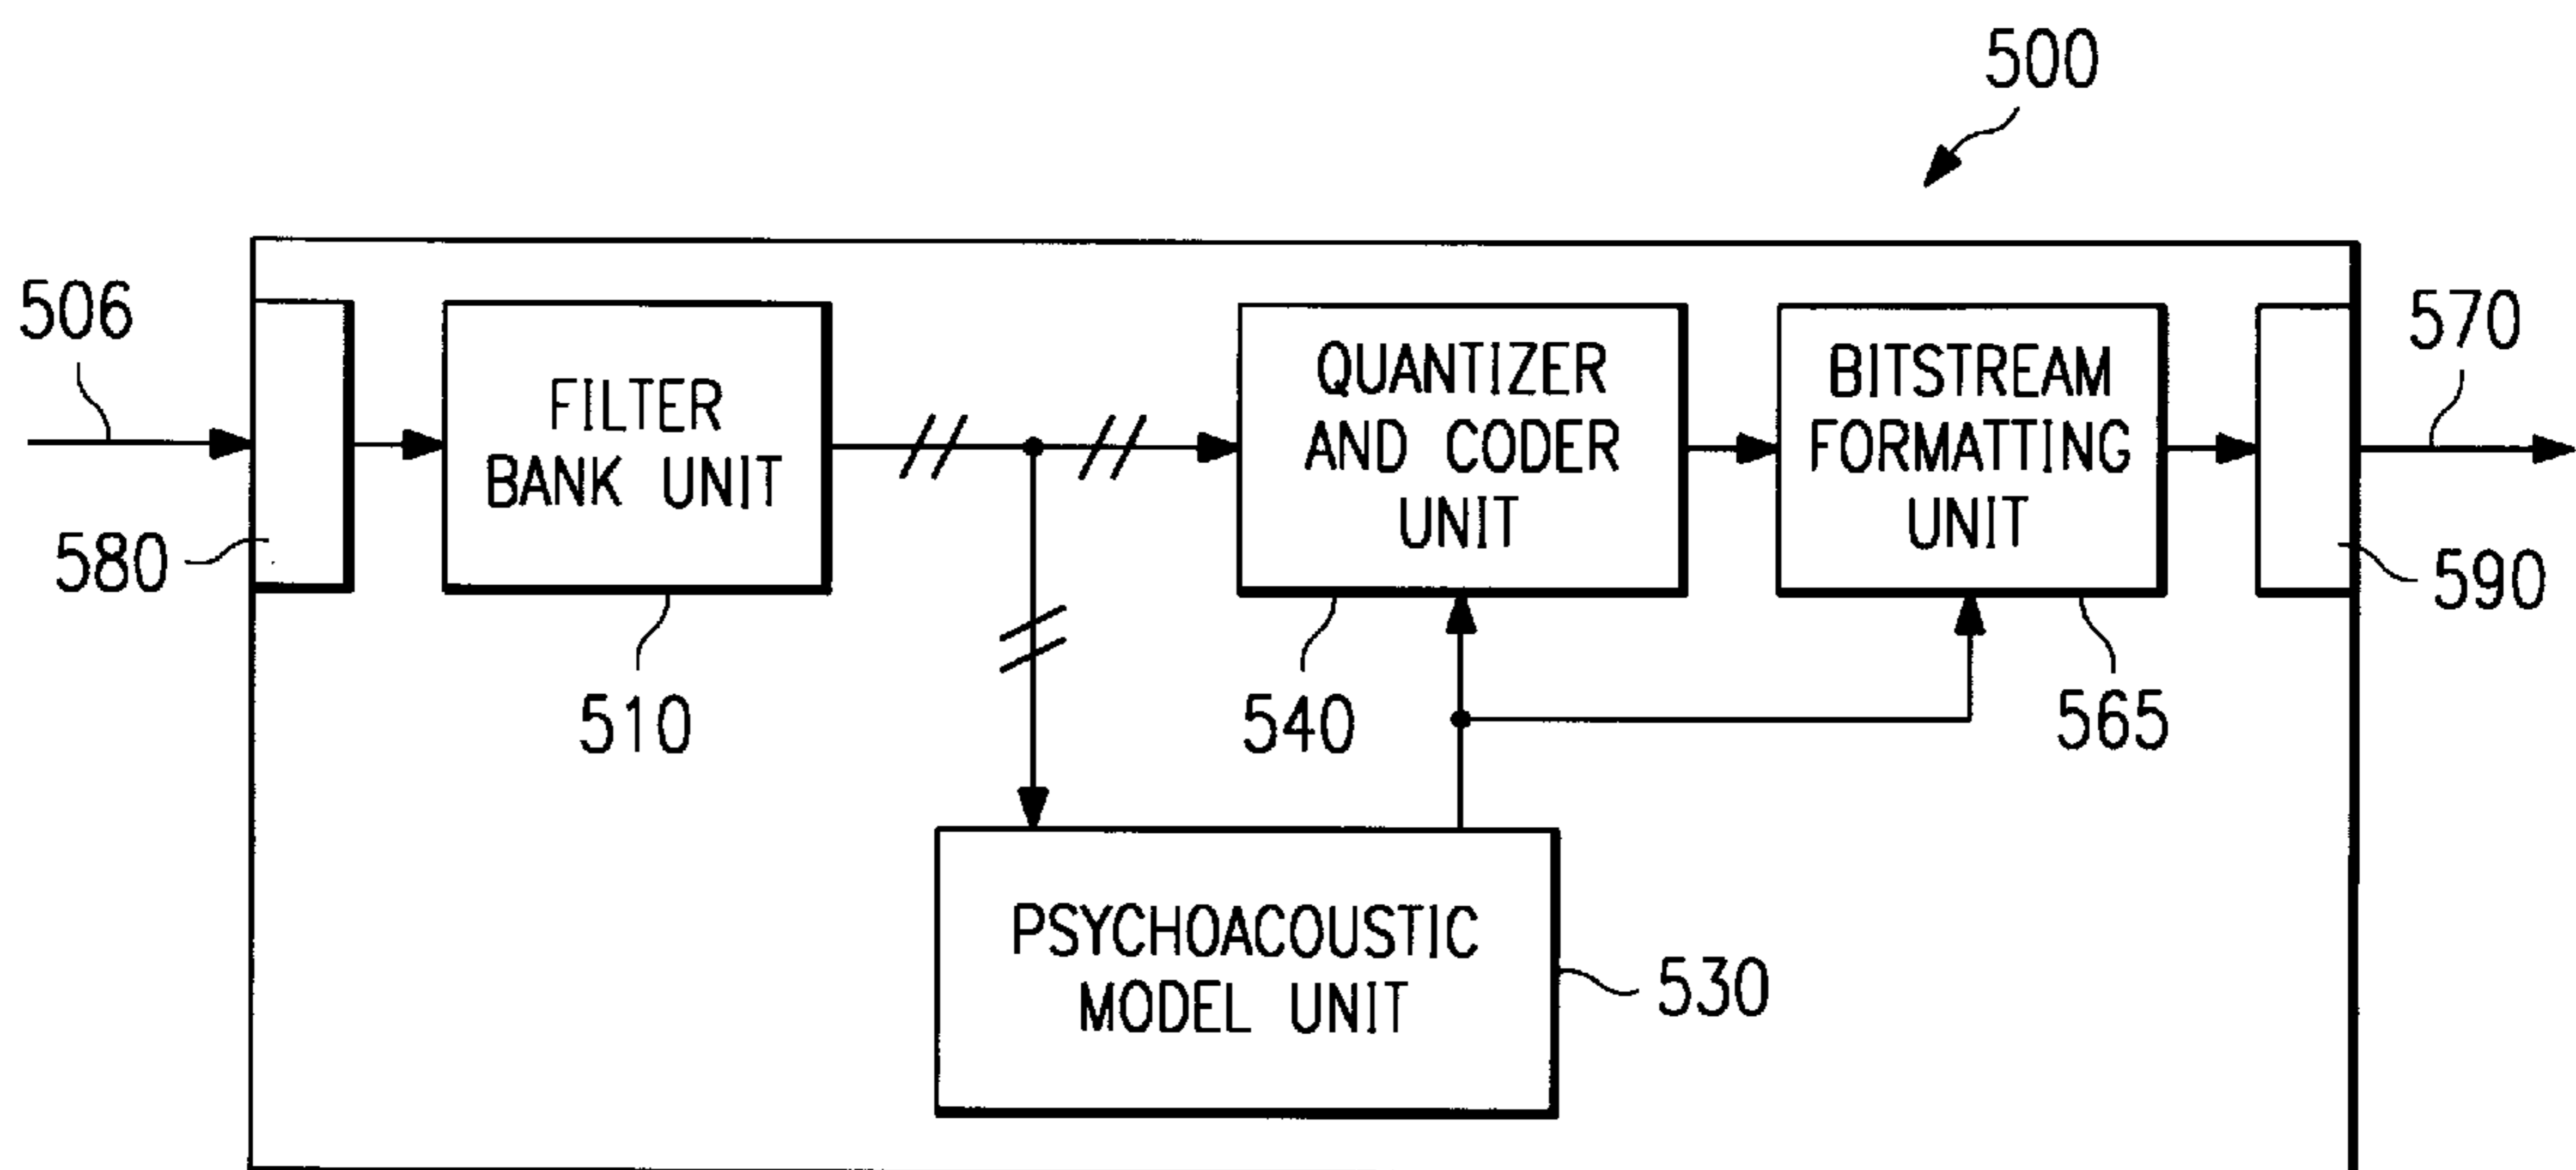 500
506
570
FILTER
BANK UNIT
QUANTIZER
AND CODER
UNIT
BITSTREAM
FORMATTING
UNIT
580
590
510
540
565
PSYCHOACOUSTIC
MODEL UNIT
530